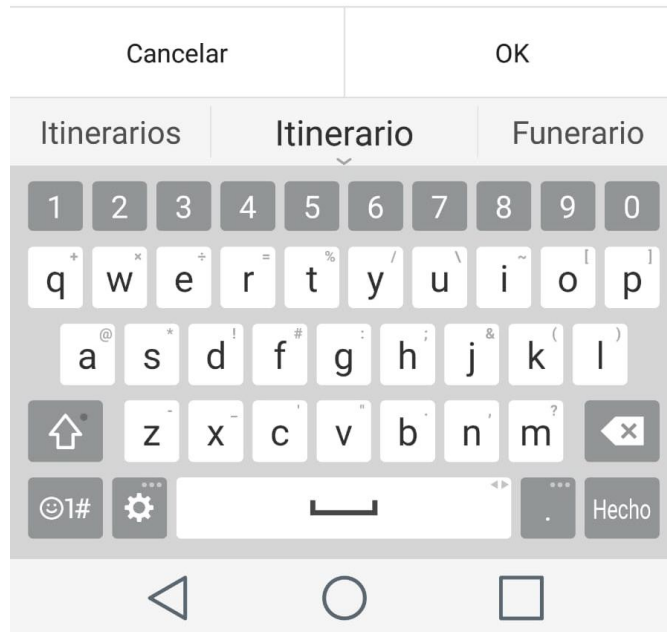 Cancelar OK
Itinerarios Itinerario Funerario
1 2 3 4 5 6 7 8 9 0
+ × ÷ = % / \ ~ [ ]
q w e r t y u i o p
@ * ! # : ; & ( )
a s d f g h j k l
- _ ' " . , ?
z x c v b n m
1# . Hecho